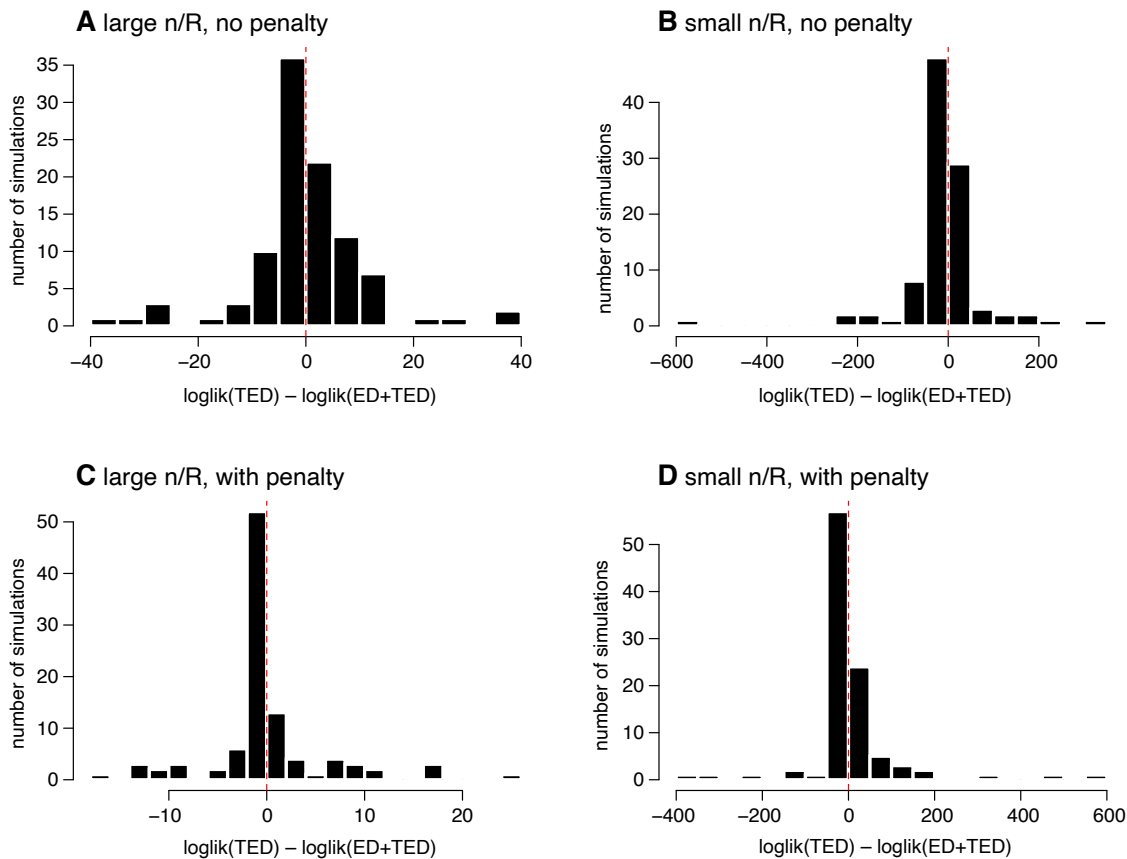 A large n/R, no penalty
number of simulations
35
30
25
20
15
10
5
0
−40 −20 0 20 40
loglik(TED) – loglik(ED+TED)
B small n/R, no penalty
number of simulations
40
30
20
10
0
−600 −400 −200 0 200
loglik(TED) – loglik(ED+TED)
C large n/R, with penalty
number of simulations
50
40
30
20
10
0
−10 0 10 20
loglik(TED) – loglik(ED+TED)
D small n/R, with penalty
number of simulations
50
40
30
20
10
0
−400 −200 0 200 400 600
loglik(TED) – loglik(ED+TED)